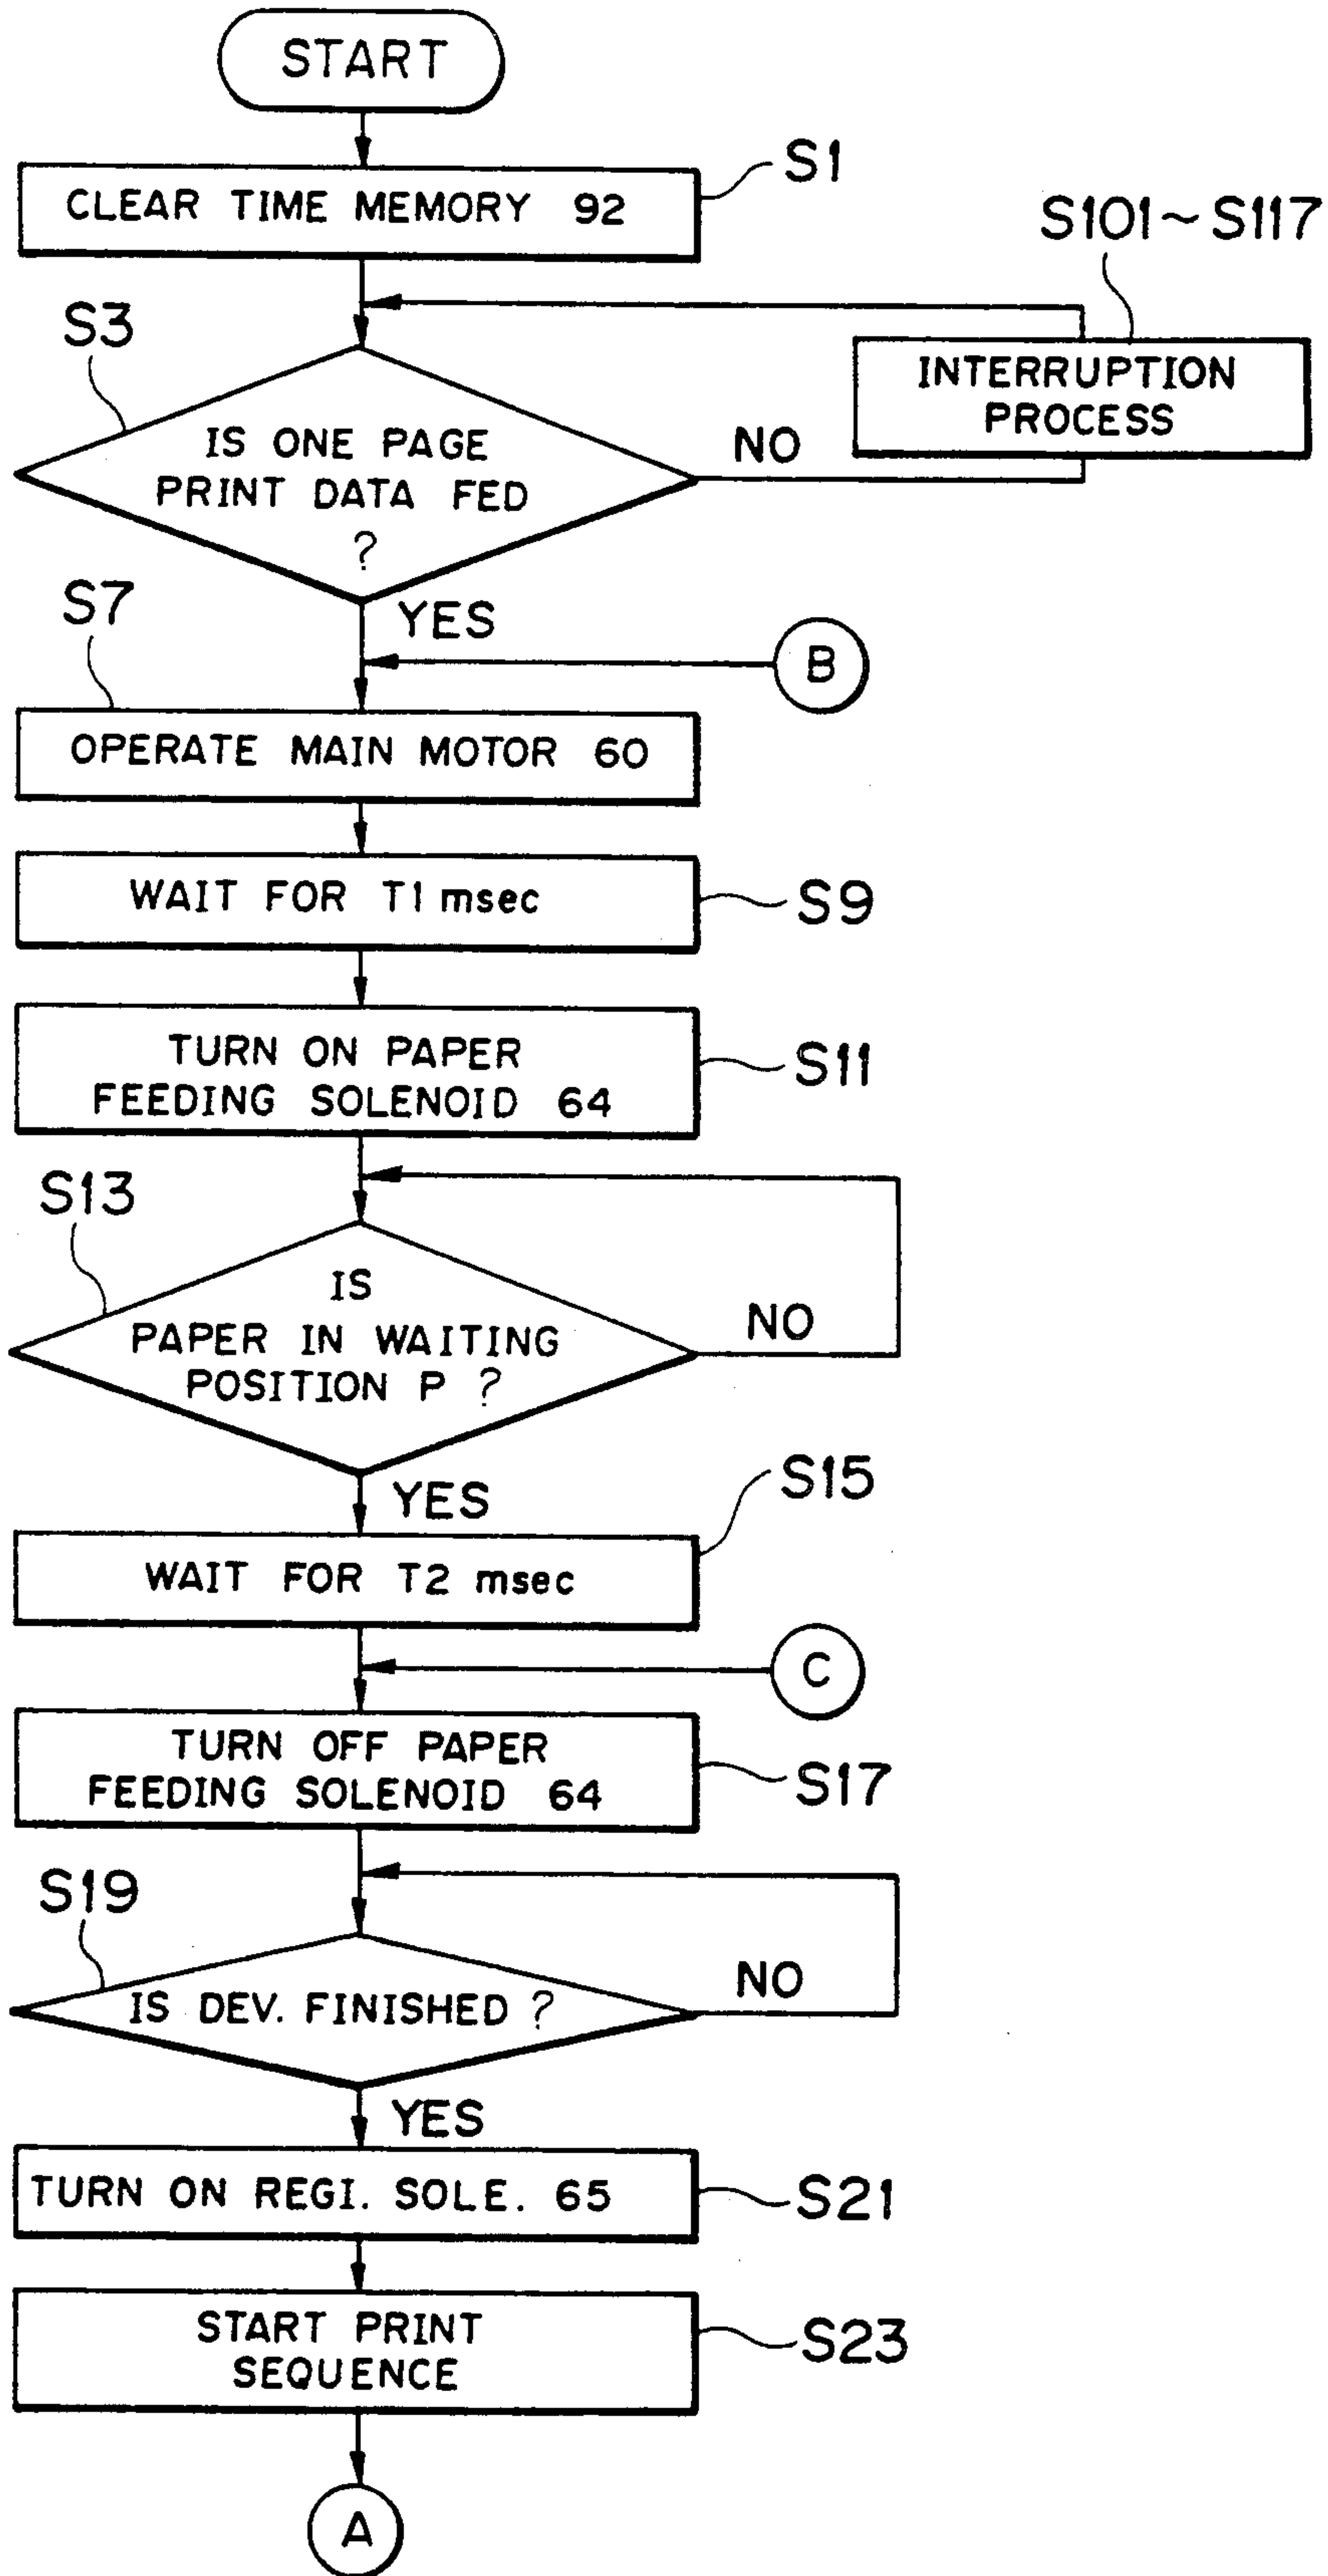 START
S1
CLEAR TIME MEMORY 92
S101~S117
S3
INTERRUPTION
PROCESS
IS ONE PAGE
PRINT DATA FED
?
NO
S7
YES
B
OPERATE MAIN MOTOR 60
WAIT FOR T1 msec
S9
TURN ON PAPER
FEEDING SOLENOID 64
S11
S13
IS
PAPER IN WAITING
POSITION P ?
NO
YES
S15
WAIT FOR T2 msec
C
TURN OFF PAPER
FEEDING SOLENOID 64
S17
S19
NO
IS DEV. FINISHED ?
YES
TURN ON REGI. SOLE. 65
S21
START PRINT
SEQUENCE
S23
A